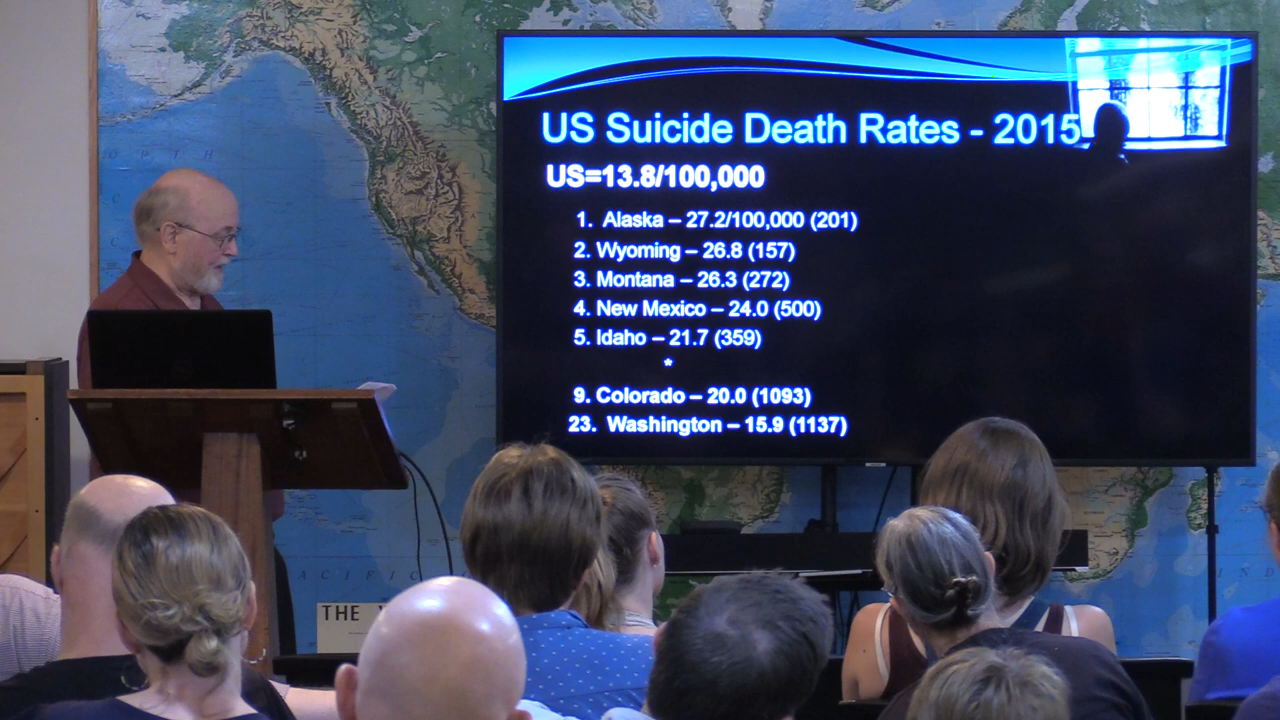 US Suicide Death Rates - 2015
US=13.8/100,000
1. Alaska – 27.2/100,000 (201)
2. Wyoming – 26.8 (157)
3. Montana – 26.3 (272)
4. New Mexico – 24.0 (500)
5. Idaho – 21.7 (359)
*
9. Colorado – 20.0 (1093)
23. Washington – 15.9 (1137)
ACIFIC
THE